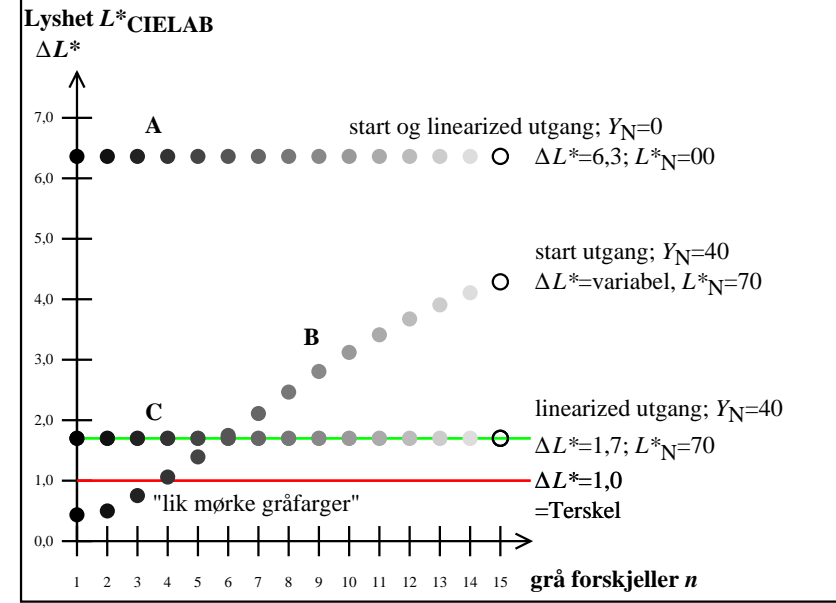 Lyshet L*CIELAB
ΔL*
7,0
A
start og linearized utgang; YN=0
ΔL*=6,3; L*N=00
6,0
5,0
start utgang; YN=40
ΔL*=variabel, L*N=70
4,0
B
3,0
2,0
C
linearized utgang; YN=40
ΔL*=1,7; L*N=70
1,0
ΔL*=1,0
"lik mørke gråfarger"
=Terskel
0,0
1 2 3 4 5 6 7 8 9 10 11 12 13 14 15
grå forskjeller n